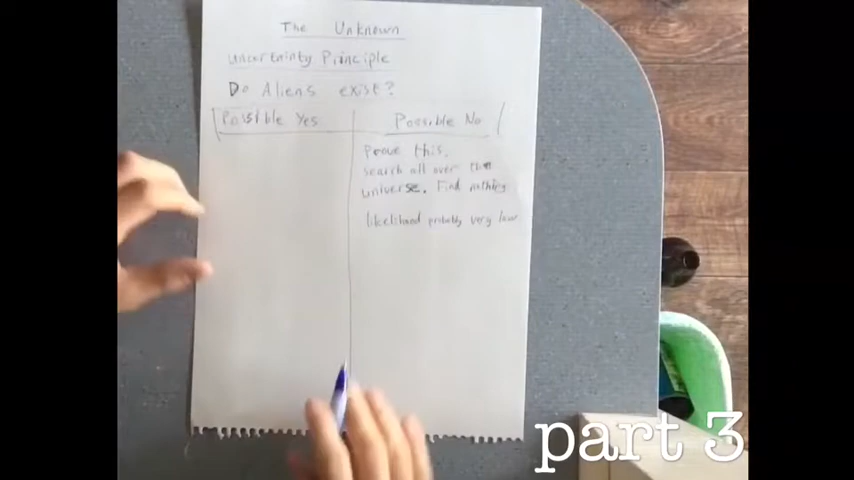 The Unknown
Uncertainty Principle
Do Aliens exist?
Possible Yes
Possible No
Prove this.
search all over the
universe. Find nothing
likelihood probably very low
part 3